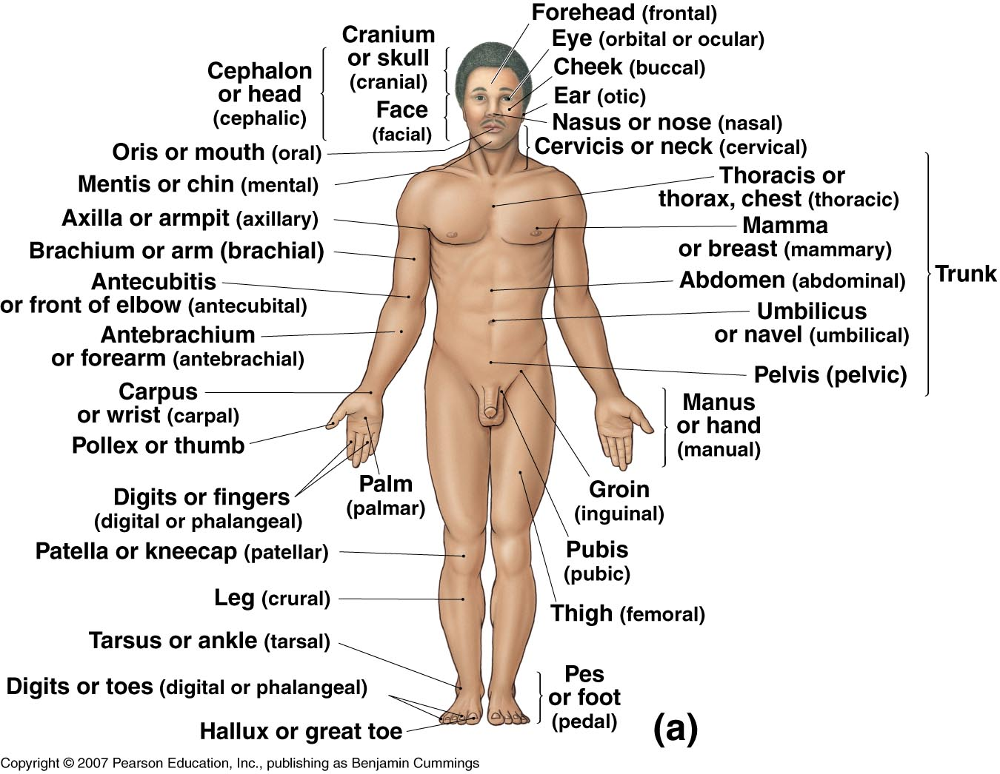 Forehead (frontal)
Eye (orbital or ocular)
Cheek (buccal)
Ear (otic)
Nasus or nose (nasal)
Cervicis or neck (cervical)
Cranium
or skull
(cranial)
Face
(facial)
Cephalon
or head
(cephalic)
Oris or mouth (oral)
Mentis or chin (mental)
Axilla or armpit (axillary)
Brachium or arm (brachial)
Antecubitis
or front of elbow (antecubital)
Antebrachium
or forearm (antebrachial)
Carpus
or wrist (carpal)
Pollex or thumb
Digits or fingers
(digital or phalangeal)
Palm
(palmar)
Patella or kneecap (patellar)
Leg (crural)
Tarsus or ankle (tarsal)
Digits or toes (digital or phalangeal)
Hallux or great toe
Thoracis or
thorax, chest (thoracic)
Mamma
or breast (mammary)
Abdomen (abdominal)
Umbilicus
or navel (umbilical)
Pelvis (pelvic)
Trunk
Manus
or hand
(manual)
Groin
(inguinal)
Pubis
(pubic)
Thigh (femoral)
Pes
or foot
(pedal)
(a)
Copyright © 2007 Pearson Education, Inc., publishing as Benjamin Cummings